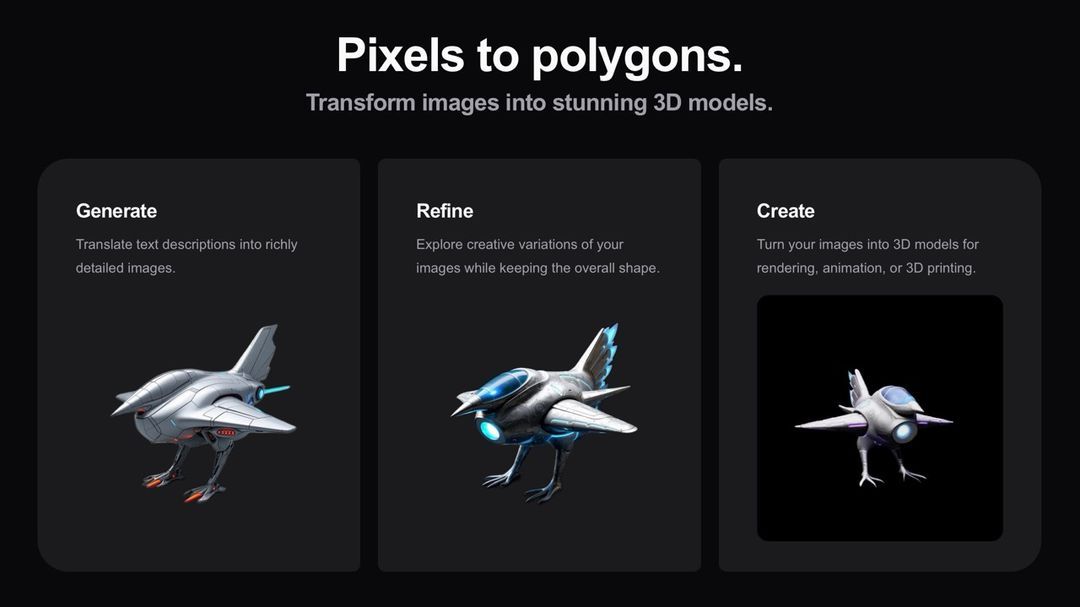 Pixels to polygons.
Transform images into stunning 3D models.
Generate
Translate text descriptions into richly
detailed images.
Refine
Explore creative variations of your
images while keeping the overall shape.
Create
Turn your images into 3D models for
rendering, animation, or 3D printing.